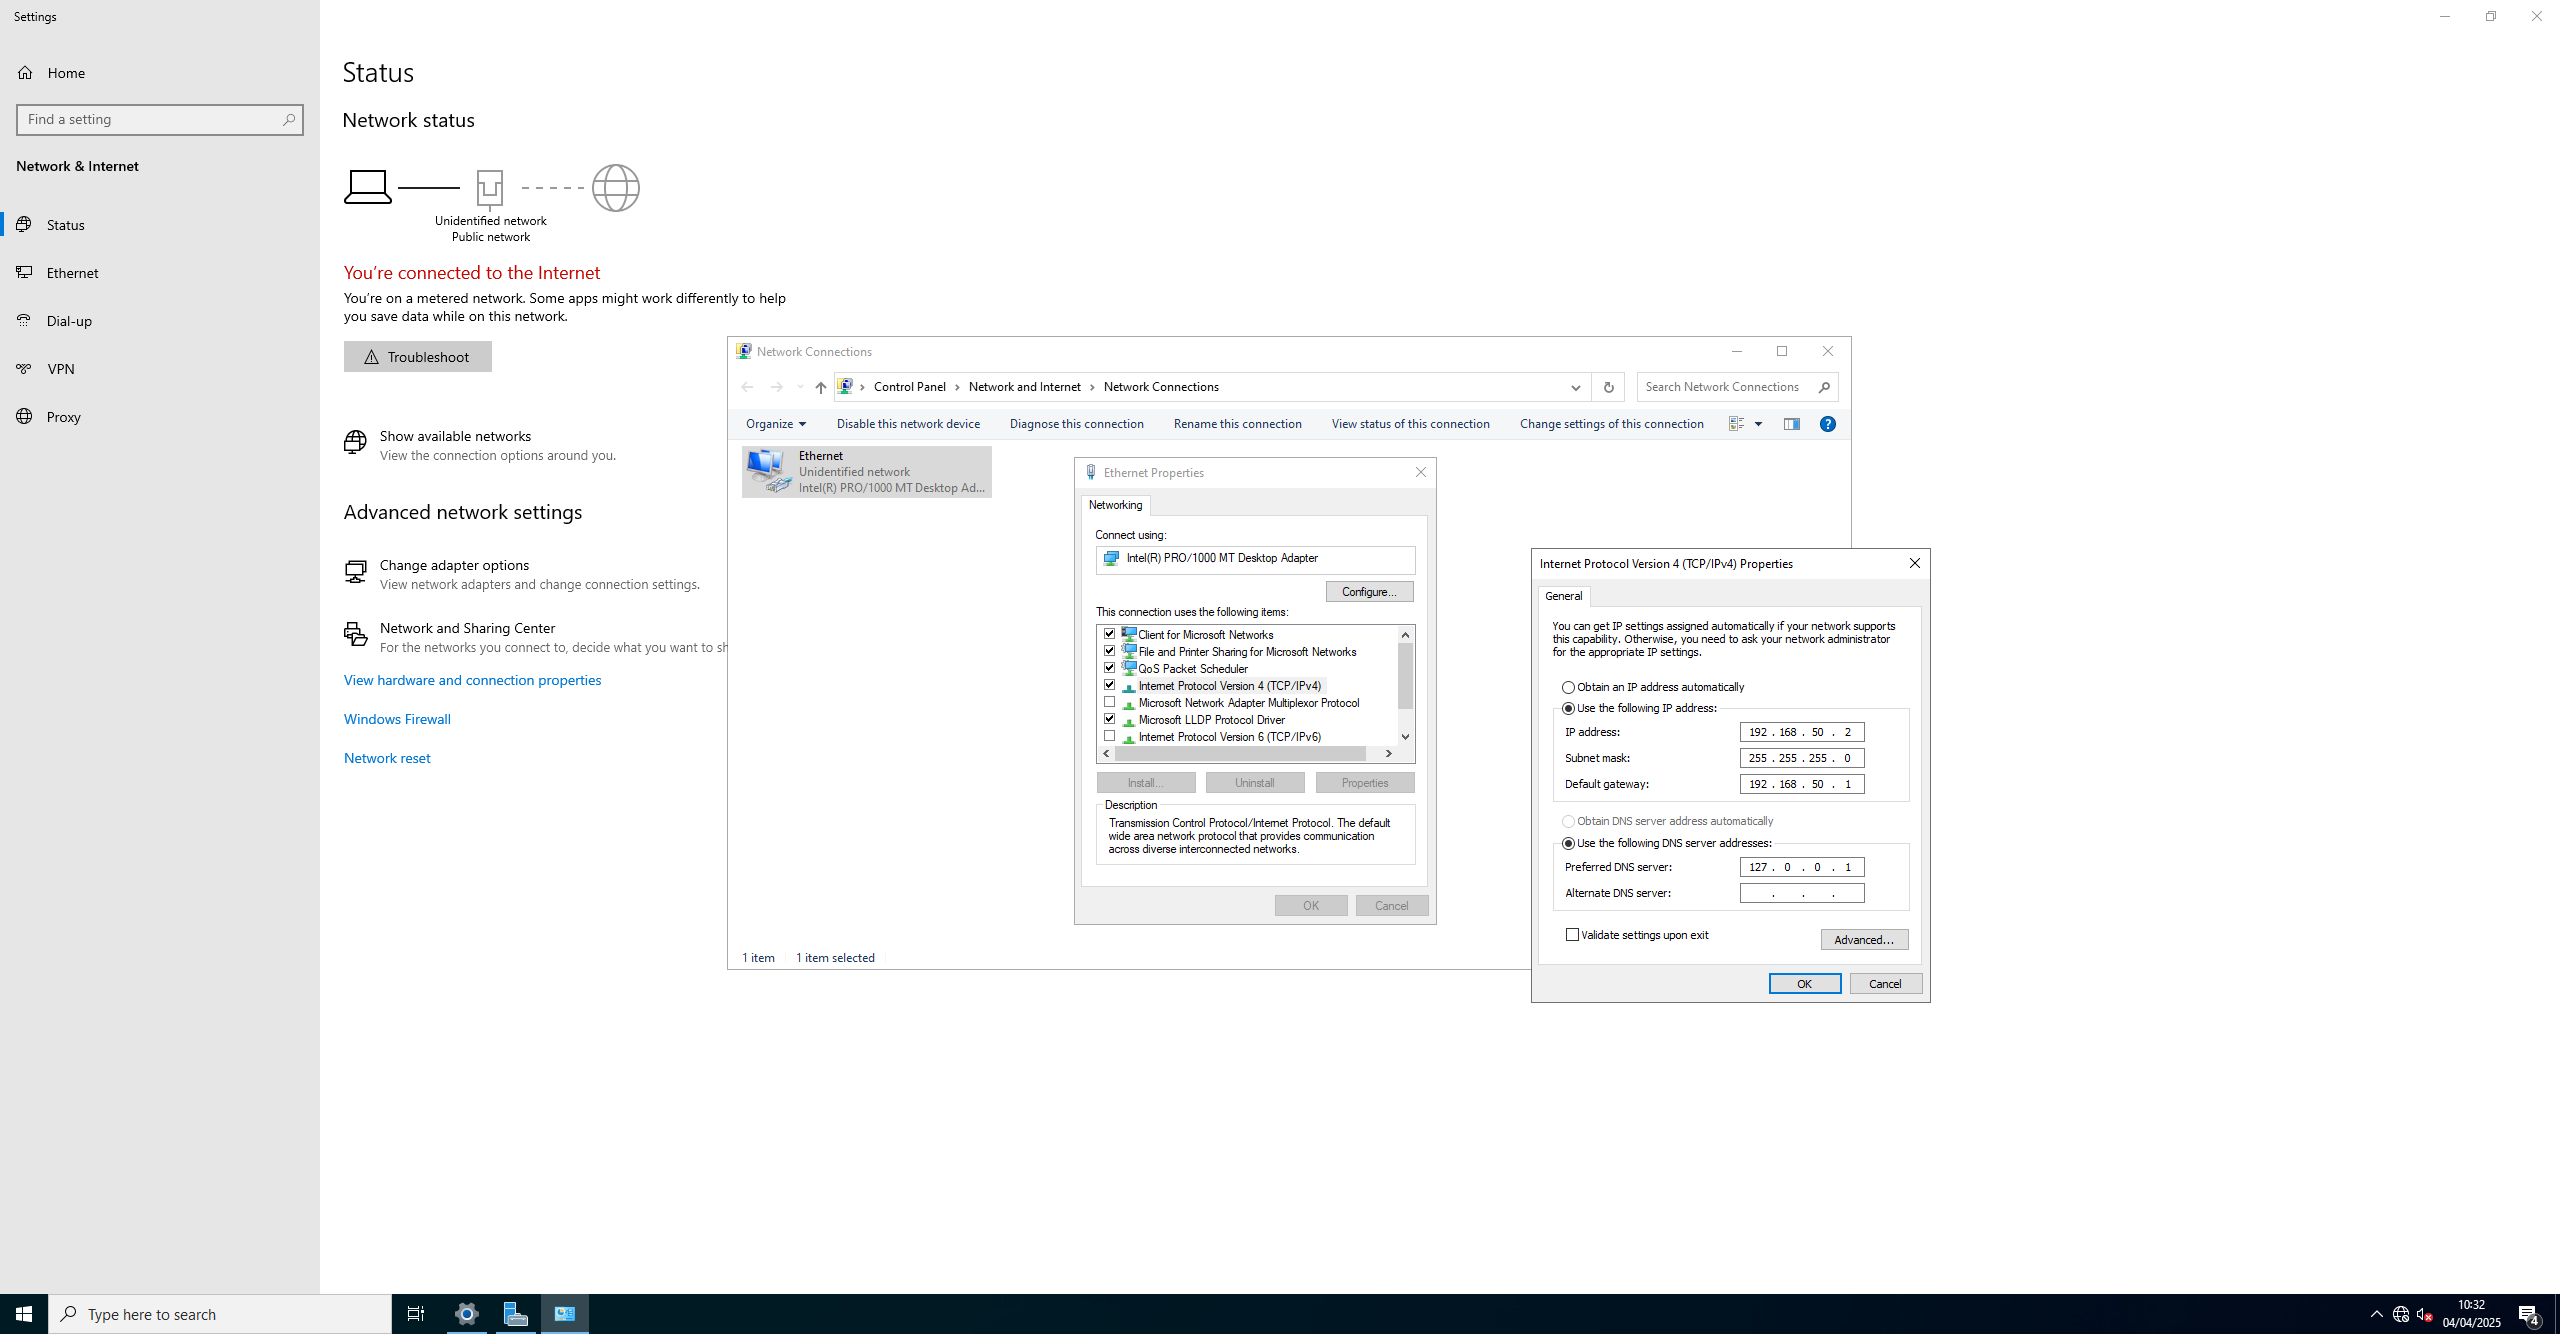 Settings
Home
Find a setting
Network & Internet
Status
Ethernet
Dial-up
VPN
Proxy
Status
Network status
Unidentified network
Public network
You're connected to the Internet
You're on a metered network. Some apps might work differently to help
you save data while on this network.
Troubleshoot
Show available networks
View the connection options around you.
Advanced network settings
Change adapter options
View network adapters and change connection settings.
Network and Sharing Center
For the networks you connect to, decide what you want to sh
View hardware and connection properties
Windows Firewall
Network reset
Network Connections
Control Panel > Network and Internet > Network Connections
Search Network Connections
Organize
Disable this network device
Diagnose this connection
Rename this connection
View status of this connection
Change settings of this connection
Ethernet
Unidentified network
Intel(R) PRO/1000 MT Desktop Ad...
1 item
1 item selected
Ethernet Properties
Networking
Connect using:
Intel(R) PRO/1000 MT Desktop Adapter
Configure...
This connection uses the following items:
Client for Microsoft Networks
File and Printer Sharing for Microsoft Networks
QoS Packet Scheduler
Internet Protocol Version 4 (TCP/IPv4)
Microsoft Network Adapter Multiplexor Protocol
Microsoft LLDP Protocol Driver
Internet Protocol Version 6 (TCP/IPv6)
Install...
Uninstall
Properties
Description
Transmission Control Protocol/Internet Protocol. The default
wide area network protocol that provides communication
across diverse interconnected networks.
OK
Cancel
Internet Protocol Version 4 (TCP/IPv4) Properties
General
You can get IP settings assigned automatically if your network supports
this capability. Otherwise, you need to ask your network administrator
for the appropriate IP settings.
Obtain an IP address automatically
Use the following IP address:
IP address: 192 . 168 . 50 . 2
Subnet mask: 255 . 255 . 255 . 0
Default gateway: 192 . 168 . 50 . 1
Obtain DNS server address automatically
Use the following DNS server addresses:
Preferred DNS server: 127 . 0 . 0 . 1
Alternate DNS server: . . .
Validate settings upon exit
Advanced...
OK
Cancel
Type here to search
10:32
04/04/2025
4